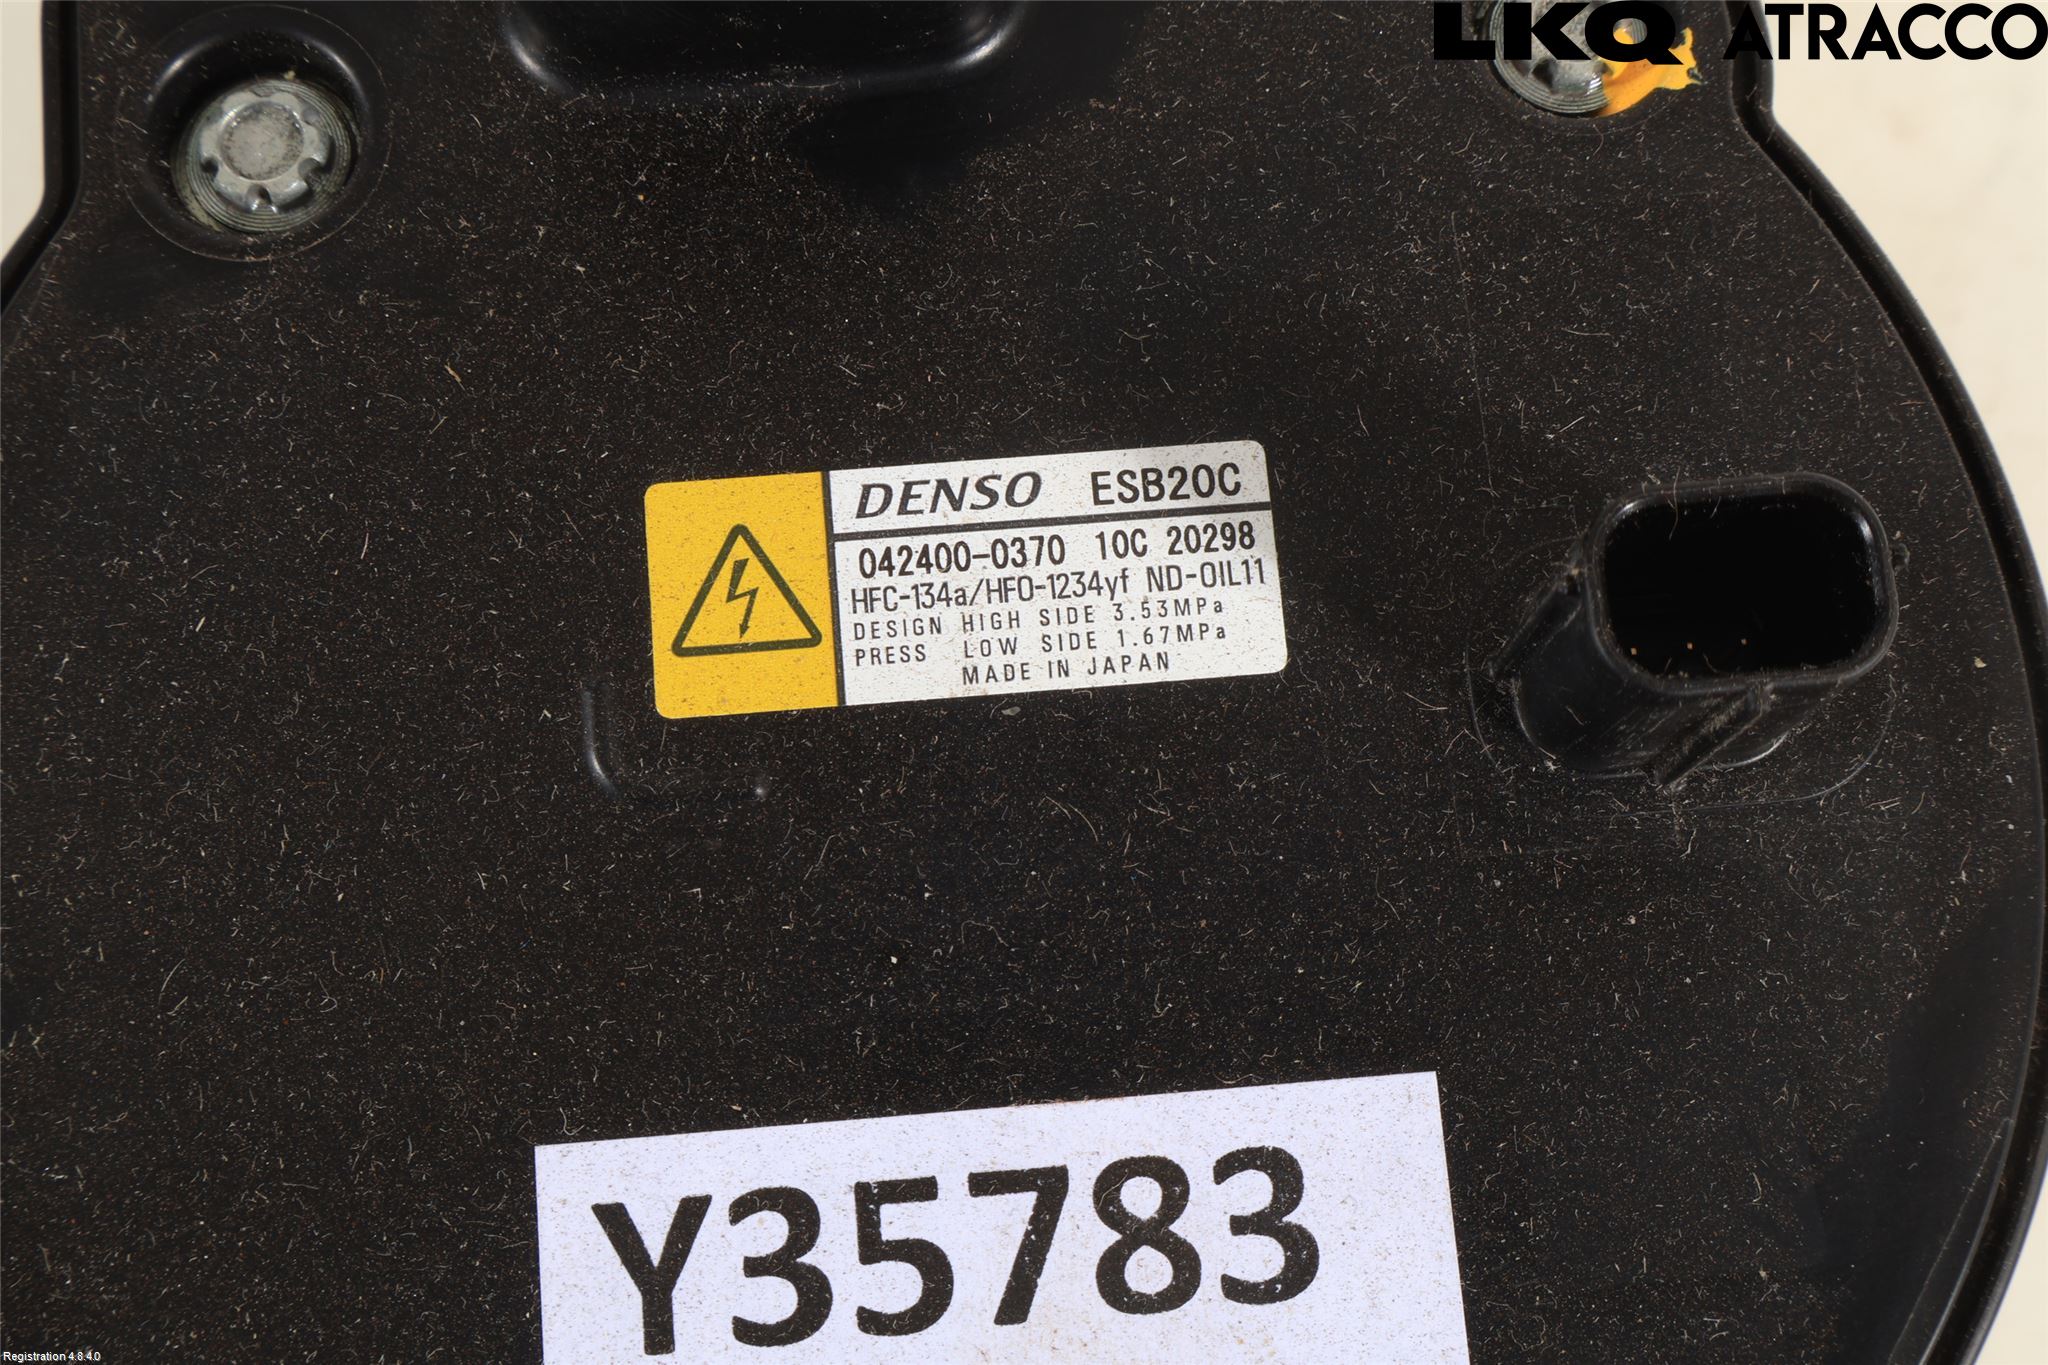 LKQ ATRACCO
DENSO ESB20C
042400-0370 10C 20298
HFC-134a/HFO-1234yf ND-OIL11
DESIGN HIGH SIDE 3.53MPa
PRESS LOW SIDE 1.67MPa
MADE IN JAPAN
Y35783
Registration 4.8.4.0